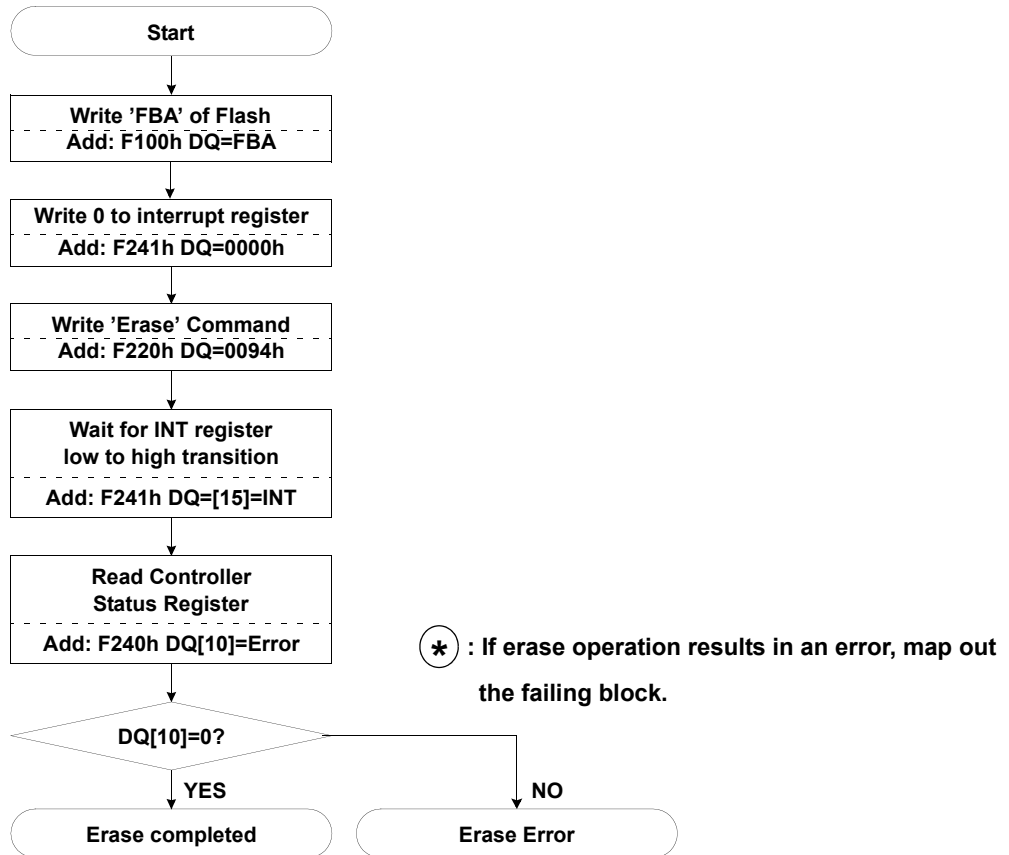 Start
Write ’FBA’ of Flash
Add: F100h DQ=FBA
Write 0 to interrupt register
Add: F241h DQ=0000h
Write ’Erase’ Command
Add: F220h DQ=0094h
Wait for INT register
low to high transition
Add: F241h DQ=[15]=INT
Read Controller
Status Register
Add: F240h DQ[10]=Error
* : If erase operation results in an error, map out
the failing block.
DQ[10]=0?
YES
NO
Erase completed
Erase Error